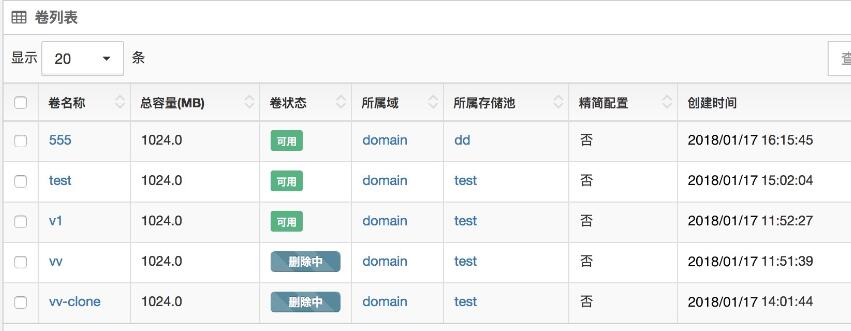 卷列表
显示 20 条
卷名称 总容量(MB) 卷状态 所属域 所属存储池 精简配置 创建时间
555 1024.0 可用 domain dd 否 2018/01/17 16:15:45
test 1024.0 可用 domain test 否 2018/01/17 15:02:04
v1 1024.0 可用 domain test 否 2018/01/17 11:52:27
vv 1024.0 删除中 domain test 否 2018/01/17 11:51:39
vv-clone 1024.0 删除中 domain test 否 2018/01/17 14:01:44